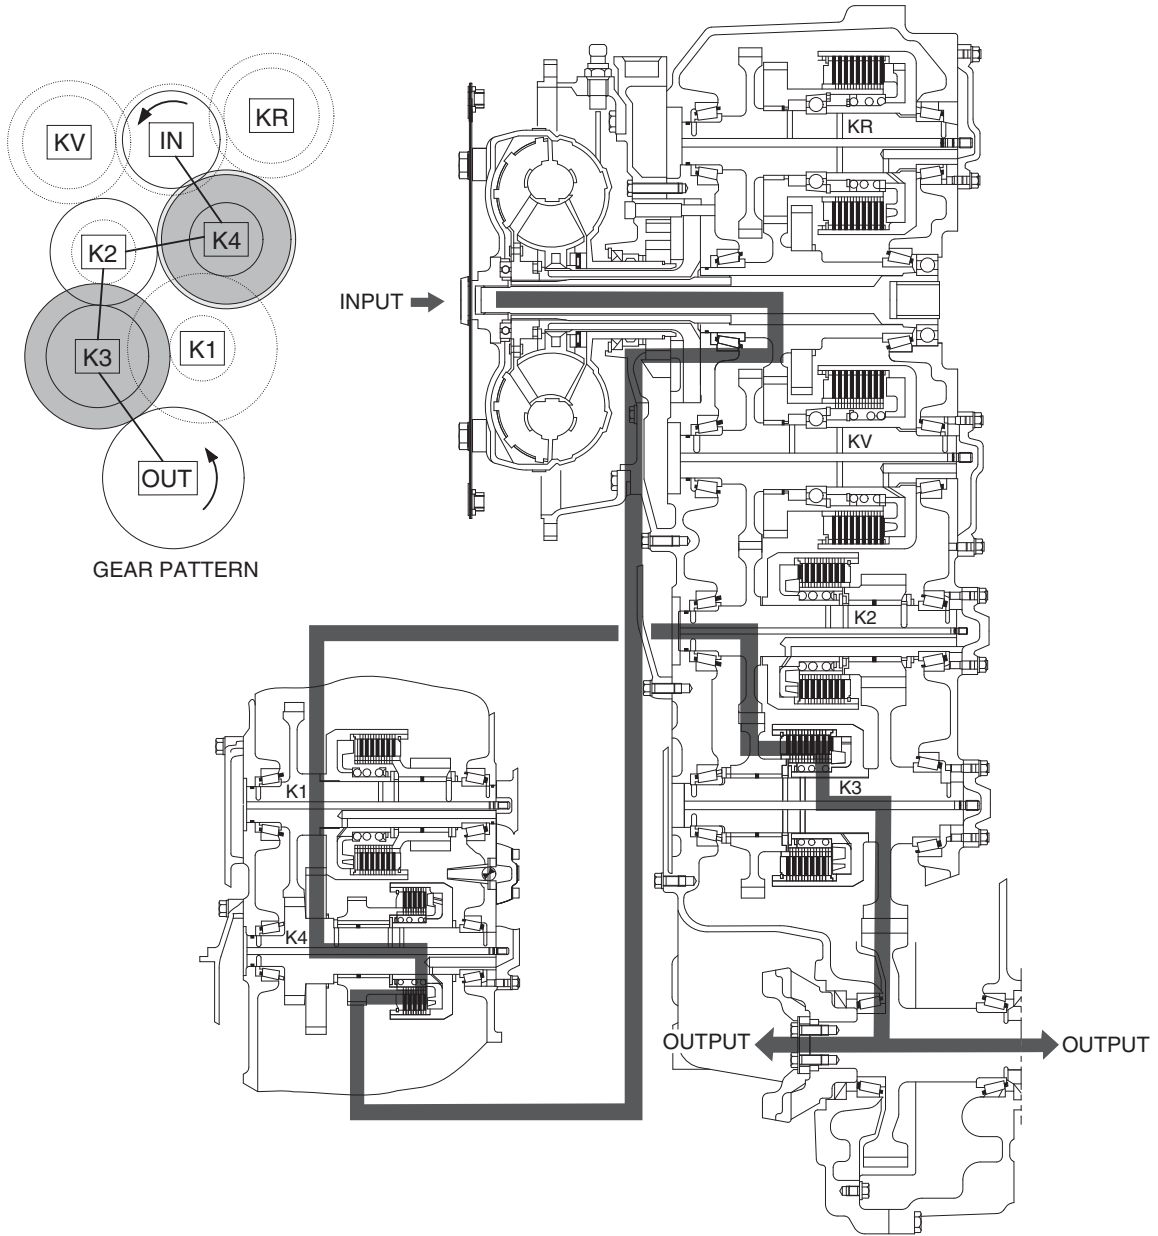 KV
IN
KR
K2
K4
K3
K1
OUT
GEAR PATTERN
INPUT
KR
KV
K2
K3
K1
K4
OUTPUT
OUTPUT